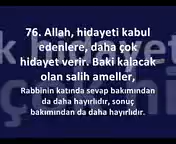 76. Allah, hidayeti kabul
edenlere, daha çok
hidayet verir. Baki kalacak
olan salih ameller,
Rabbinin katında sevap bakımından
da daha hayırlıdır, sonuç
bakımından da daha hayırlıdır.